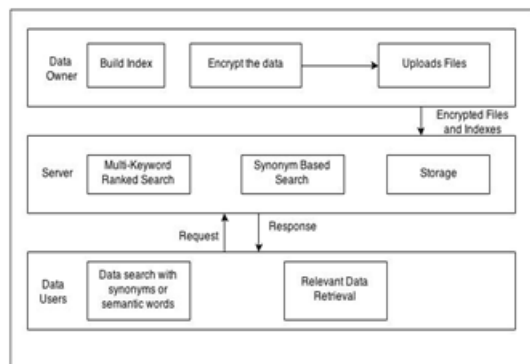 Data
Owner
Build Index
Encrypt the data
Uploads Files
Encrypted Files
and Indexes
Server
Multi-Keyword
Ranked Search
Synonym Based
Search
Storage
Request
Response
Data
Users
Data search with
synonyms or
semantic words
Relevant Data
Retrieval